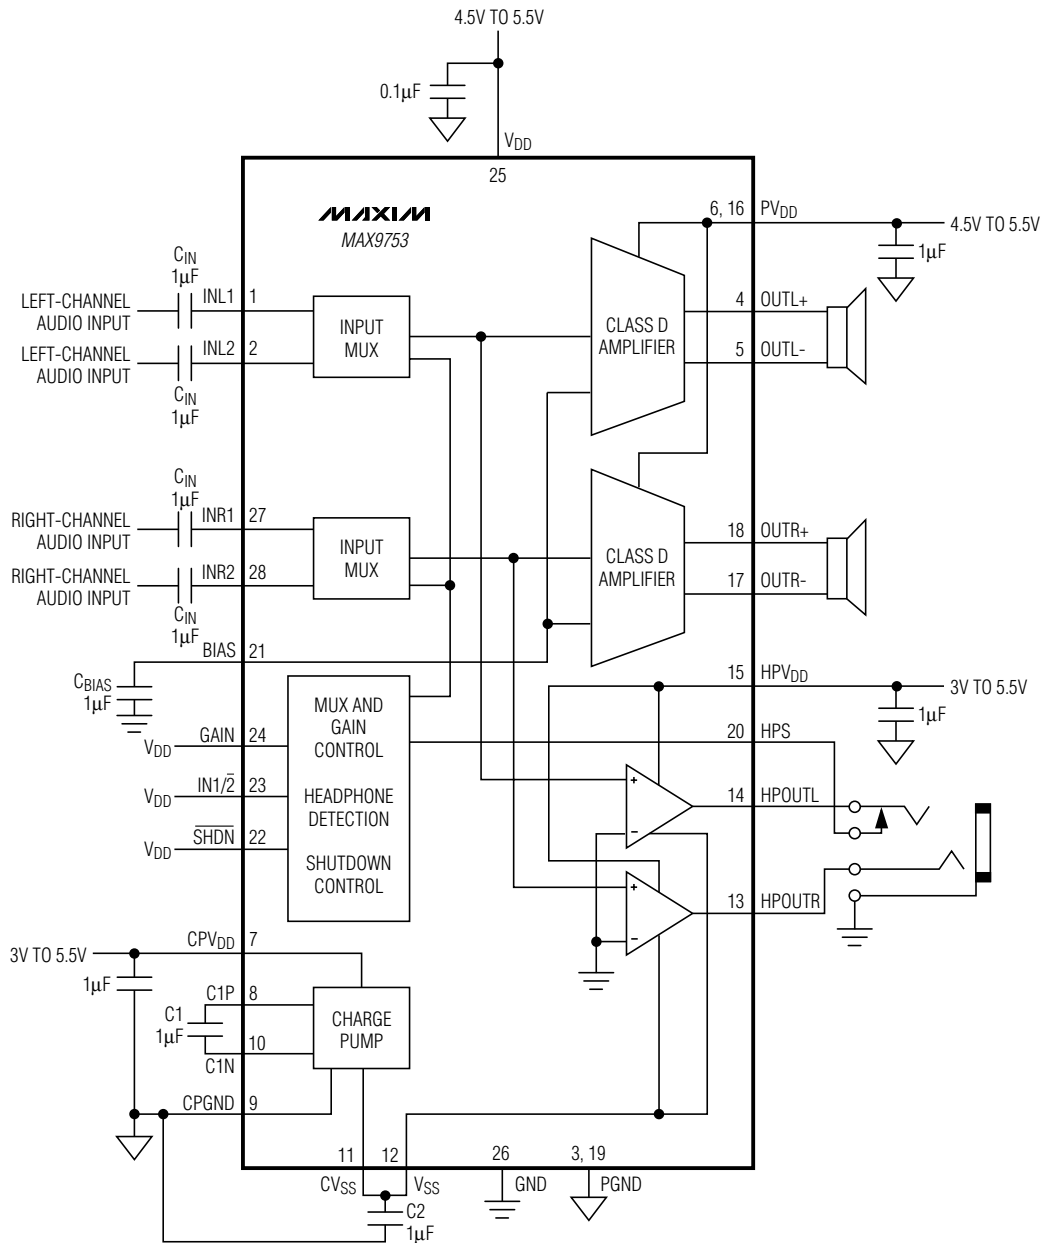 4.5V TO 5.5V
0.1µF
VDD
25
MAXIM
MAX9753
6, 16
PVDD
4.5V TO 5.5V
1µF
CIN
1µF
LEFT-CHANNEL
AUDIO INPUT
INL1
1
LEFT-CHANNEL
AUDIO INPUT
INL2
2
CIN
1µF
INPUT
MUX
CLASS D
AMPLIFIER
4
OUTL+
5
OUTL-
CIN
1µF
RIGHT-CHANNEL
AUDIO INPUT
INR1
27
RIGHT-CHANNEL
AUDIO INPUT
INR2
28
CIN
1µF
INPUT
MUX
CLASS D
AMPLIFIER
18
OUTR+
17
OUTR-
BIAS
21
CBIAS
1µF
15
HPVDD
3V TO 5.5V
1µF
MUX AND
GAIN
CONTROL
HEADPHONE
DETECTION
SHUTDOWN
CONTROL
VDD
GAIN
24
VDD
IN1/2̅
23
VDD
S̅H̅D̅N̅
22
20
HPS
+
−
14
HPOUTL
+
−
13
HPOUTR
3V TO 5.5V
CPVDD
7
1µF
C1P
8
C1
1µF
10
C1N
CHARGE
PUMP
CPGND
9
11
12
26
3, 19
CVSS
VSS
GND
PGND
C2
1µF